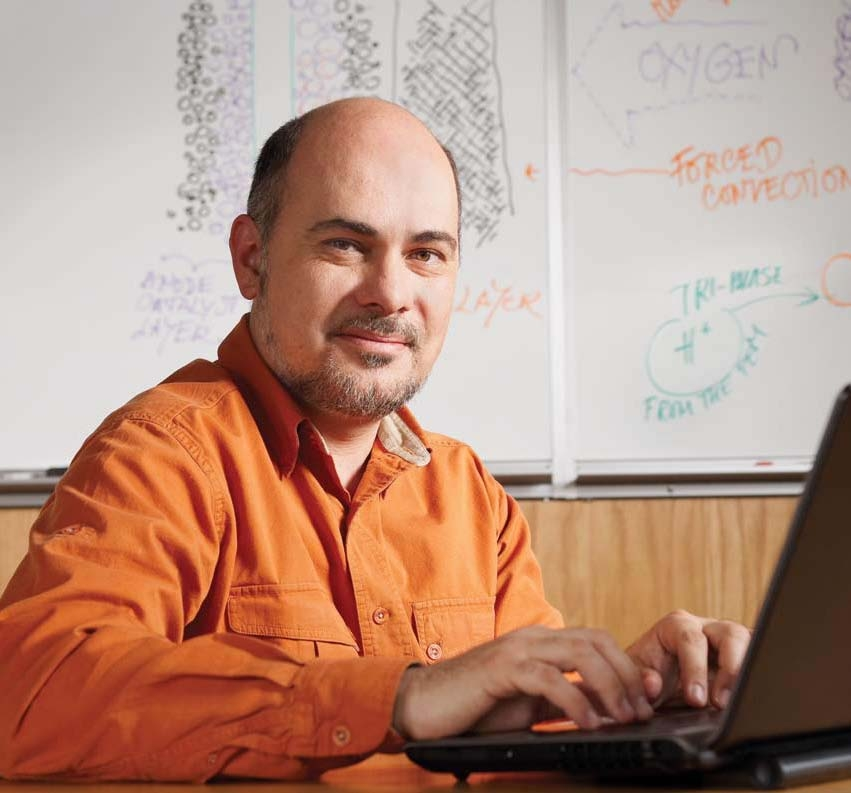 OXYGEN
FORCED
CONVECTION
TRI-PHASE
H+
FROM THE
ANODE
CATALYST
LAYER
LAYER